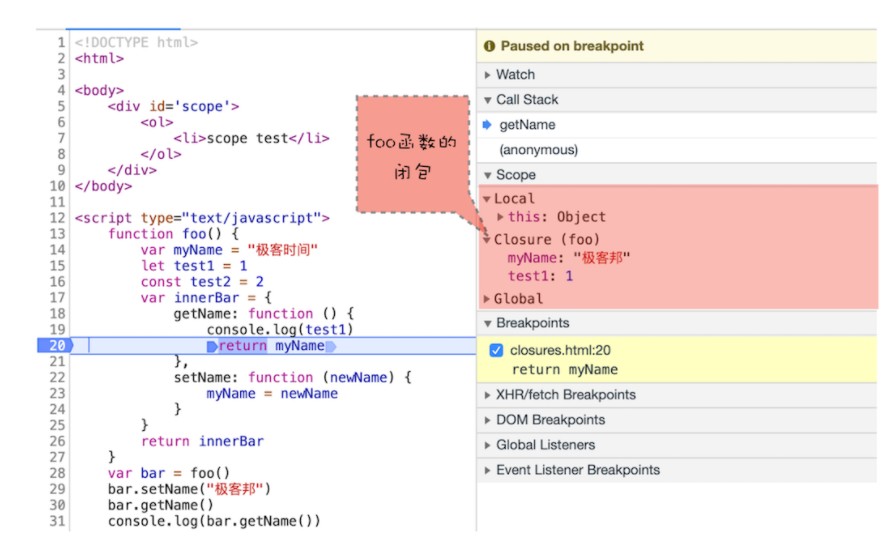 1 <!DOCTYPE html>
2 <html>
3
4 <body>
5     <div id='scope'>
6         <ol>
7             <li>scope test</li>
8         </ol>
9     </div>
10 </body>
11
12 <script type="text/javascript">
13     function foo() {
14         var myName = "极客时间"
15         let test1 = 1
16         const test2 = 2
17         var innerBar = {
18             getName: function () {
19                 console.log(test1)
20                 return myName
21             },
22             setName: function (newName) {
23                 myName = newName
24             }
25         }
26         return innerBar
27     }
28     var bar = foo()
29     bar.setName("极客邦")
30     bar.getName()
31     console.log(bar.getName())
foo函数的
闭包
Paused on breakpoint
Watch
Call Stack
getName
(anonymous)
Scope
Local
this: Object
Closure (foo)
myName: "极客邦"
test1: 1
Global
Breakpoints
closures.html:20
return myName
XHR/fetch Breakpoints
DOM Breakpoints
Global Listeners
Event Listener Breakpoints